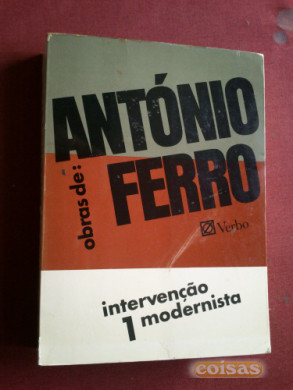 obras de:
ANTÓNIO
FERRO
Verbo
intervenção
1 modernista
coisas